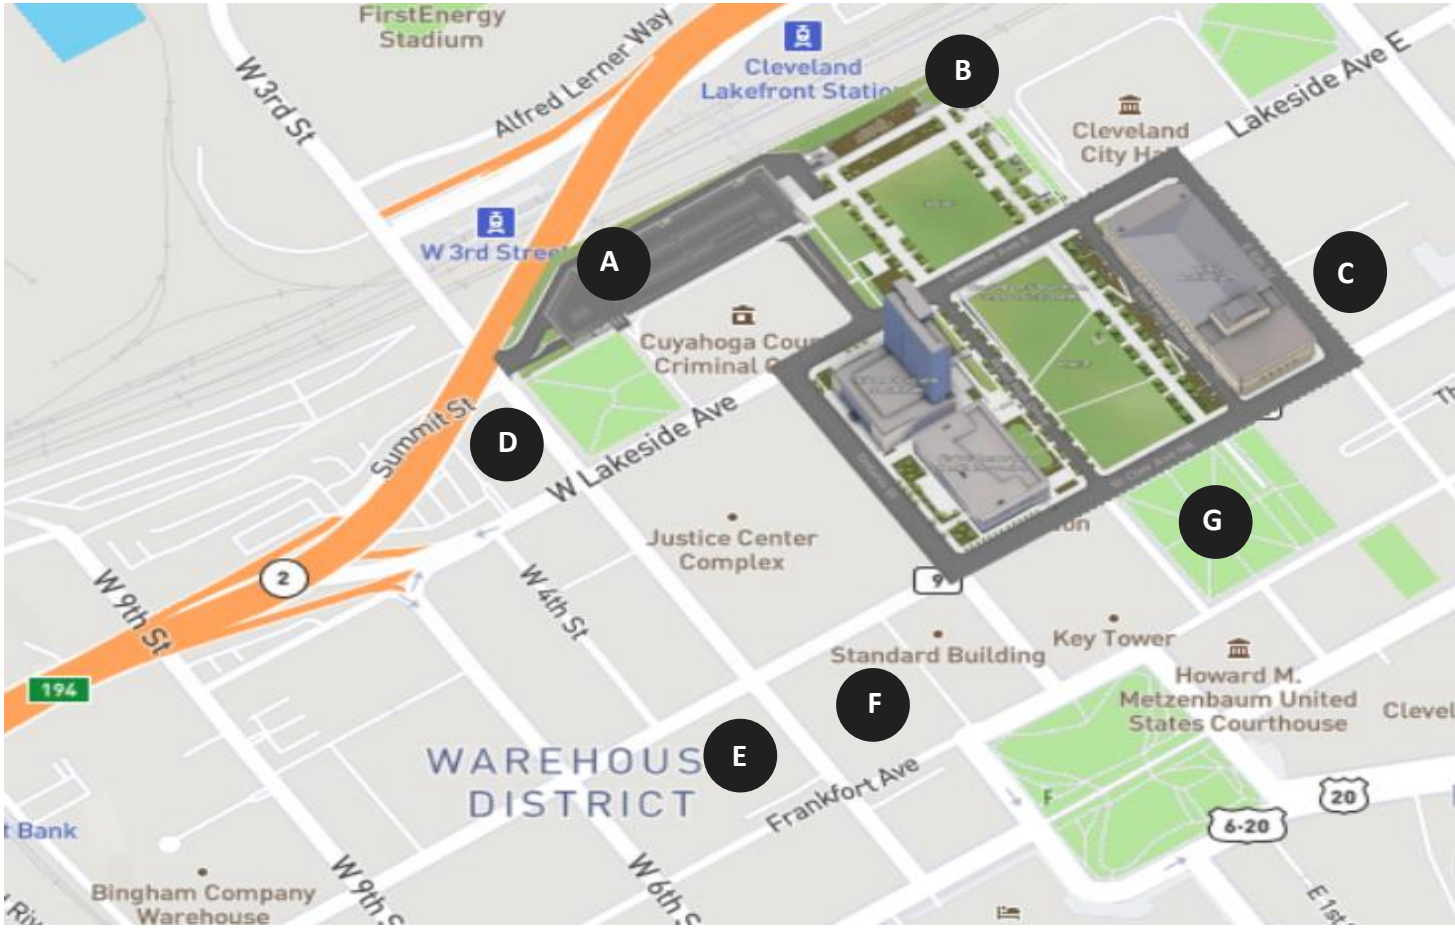 FirstEnergy
Stadium
W 3rd St
Alfred Lerner Way
Cleveland
Lakefront Statio
B
Lakeside Ave E
Cleveland
City Ha
W 3rd Street
A
C
Cuyahoga Cou
Criminal C
Summit St
D
W Lakeside Ave
Justice Center
Complex
G
2
9
W 9th St
W 4th St
Standard Building
Key Tower
Howard M.
Metzenbaum United
States Courthouse
Clevel
194
F
WAREHOUS
DISTRICT
E
Frankfort Ave
F
20
6-20
t Bank
Bingham Company
Warehouse
W 9th S
W 6th S
E 1st